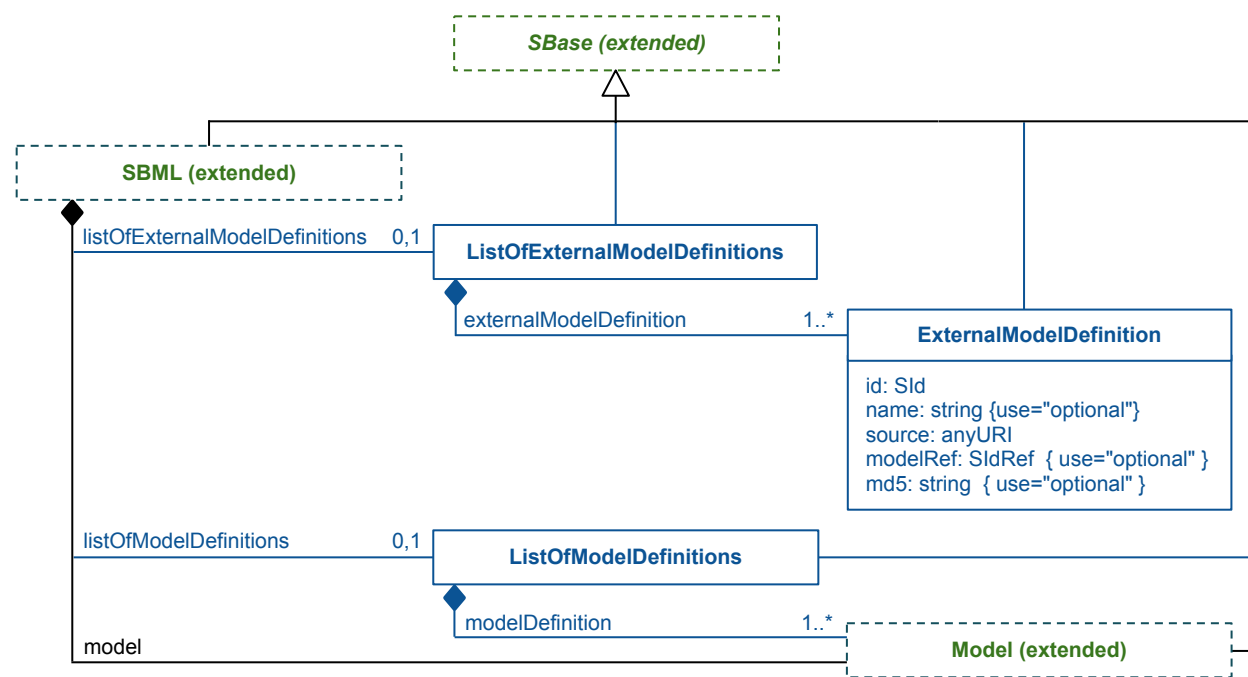 SBase (extended)
SBML (extended)
listOfExternalModelDefinitions 0,1
ListOfExternalModelDefinitions
externalModelDefinition 1..*
ExternalModelDefinition
id: SId
name: string {use="optional"}
source: anyURI
modelRef: SIdRef { use="optional" }
md5: string { use="optional" }
listOfModelDefinitions 0,1
ListOfModelDefinitions
modelDefinition 1..*
model
Model (extended)